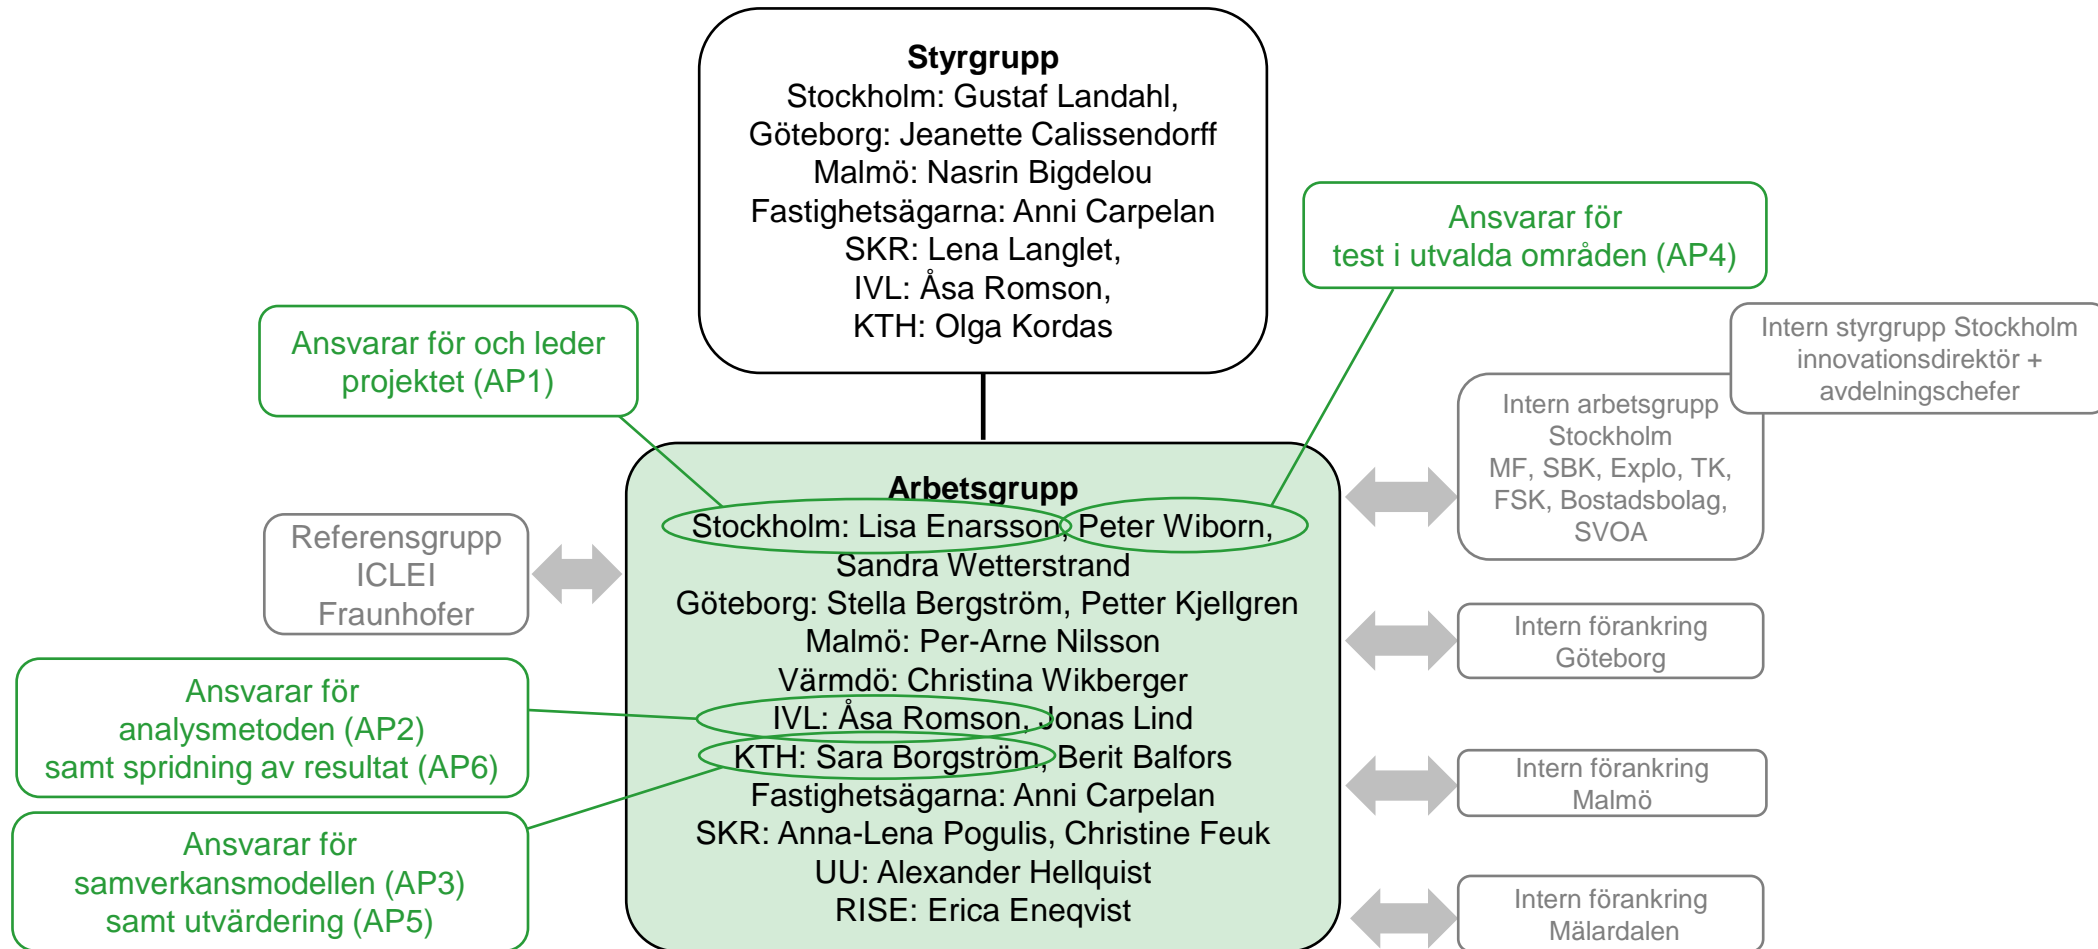 Styrgrupp
Stockholm: Gustaf Landahl,
Göteborg: Jeanette Calissendorff
Malmö: Nasrin Bigdelou
Fastighetsägarna: Anni Carpelan
SKR: Lena Langlet,
IVL: Åsa Romson,
KTH: Olga Kordas
Ansvarar för
test i utvalda områden (AP4)
Ansvarar för och leder
projektet (AP1)
Intern styrgrupp Stockholm
innovationsdirektör +
avdelningschefer
Intern arbetsgrupp
Stockholm
MF, SBK, Explo, TK,
FSK, Bostadsbolag,
SVOA
Arbetsgrupp
Stockholm: Lisa Enarsson, Peter Wiborn,
Sandra Wetterstrand
Göteborg: Stella Bergström, Petter Kjellgren
Malmö: Per-Arne Nilsson
Värmdö: Christina Wikberger
IVL: Åsa Romson, Jonas Lind
KTH: Sara Borgström, Berit Balfors
Fastighetsägarna: Anni Carpelan
SKR: Anna-Lena Pogulis, Christine Feuk
UU: Alexander Hellquist
RISE: Erica Eneqvist
Referensgrupp
ICLEI
Fraunhofer
Ansvarar för
analysmetoden (AP2)
samt spridning av resultat (AP6)
Ansvarar för
samverkansmodellen (AP3)
samt utvärdering (AP5)
Intern förankring
Göteborg
Intern förankring
Malmö
Intern förankring
Mälardalen